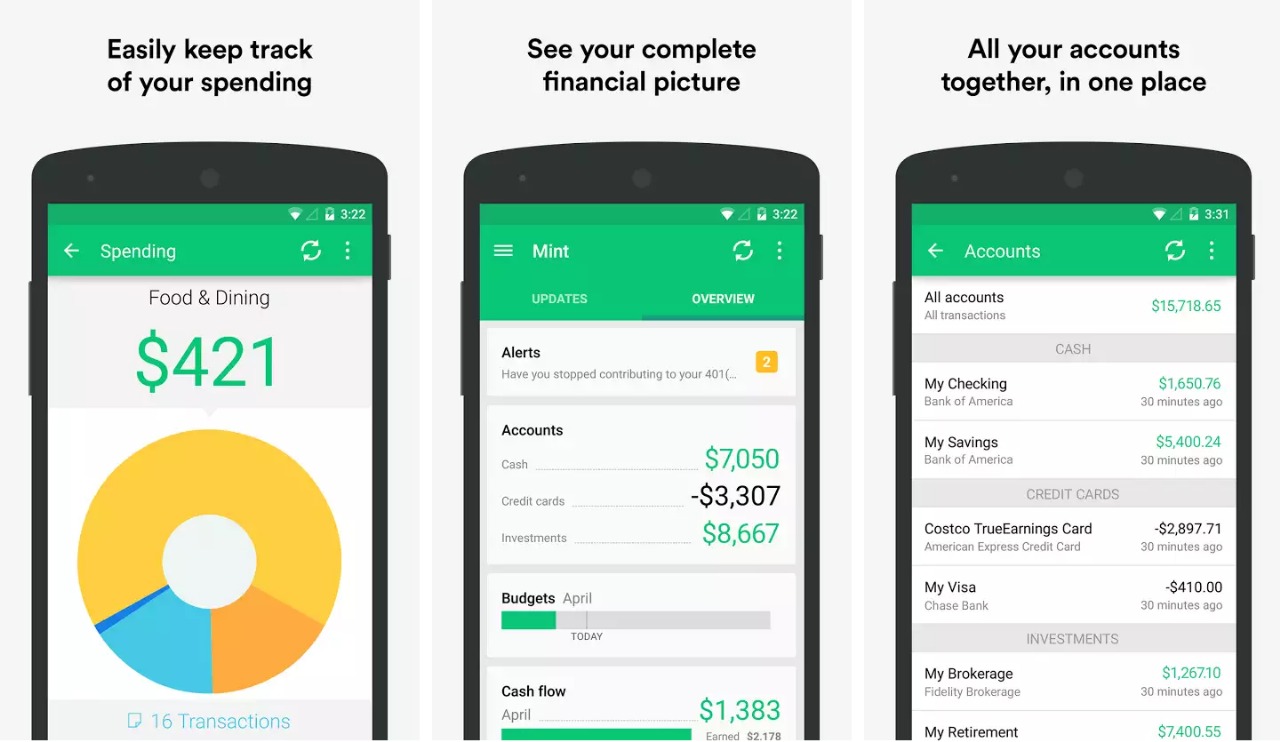 Easily keep track
of your spending
3:22
Spending
Food & Dining
$421
16 Transactions
See your complete
financial picture
3:22
Mint
UPDATES OVERVIEW
Alerts
Have you stopped contributing to your 401(...
2
Accounts
Cash $7,050
Credit cards -$3,307
Investments $8,667
Budgets April
TODAY
Cash flow
April $1,383
Earned $2,178
All your accounts
together, in one place
3:31
Accounts
All accounts $15,718.65
All transactions
CASH
My Checking $1,650.76
Bank of America 30 minutes ago
My Savings $5,400.24
Bank of America 30 minutes ago
CREDIT CARDS
Costco TrueEarnings Card -$2,897.71
American Express Credit Card 30 minutes ago
My Visa -$410.00
Chase Bank 30 minutes ago
INVESTMENTS
My Brokerage $1,267.10
Fidelity Brokerage 30 minutes ago
My Retirement $7,400.55